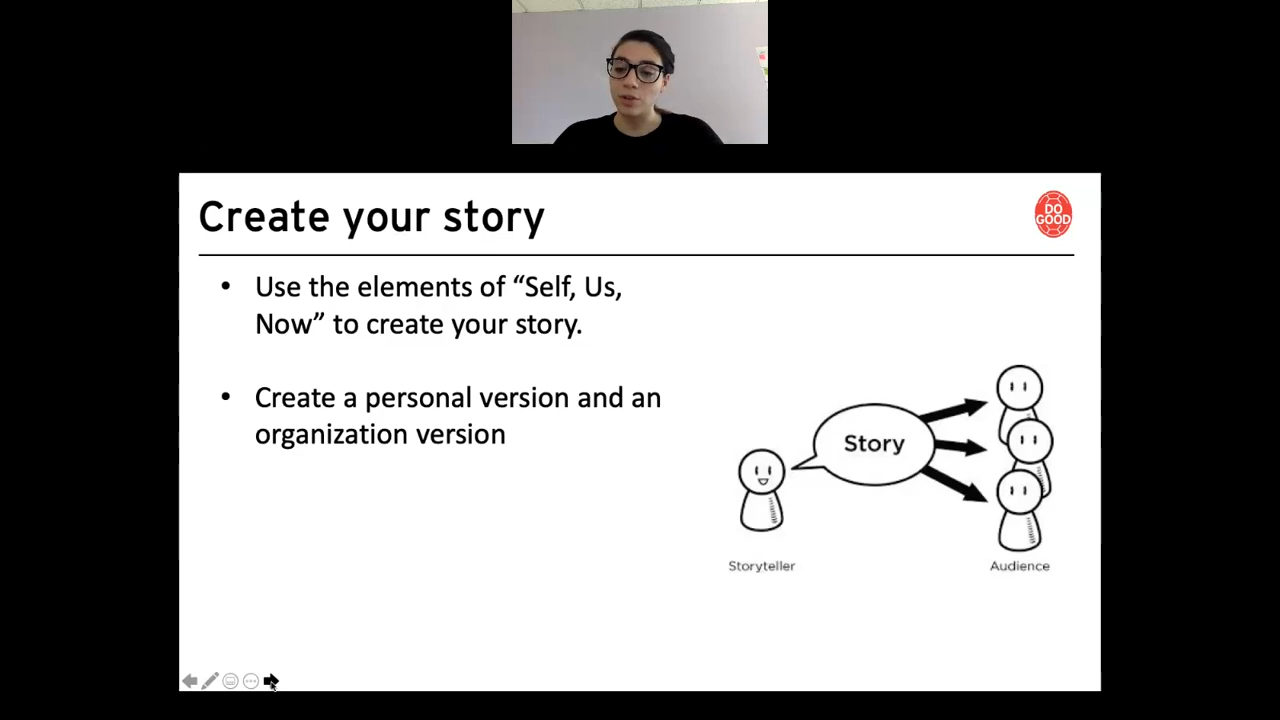 Create your story
DO
GOOD
• Use the elements of “Self, Us,
Now” to create your story.
• Create a personal version and an
organization version
Story
Storyteller
Audience